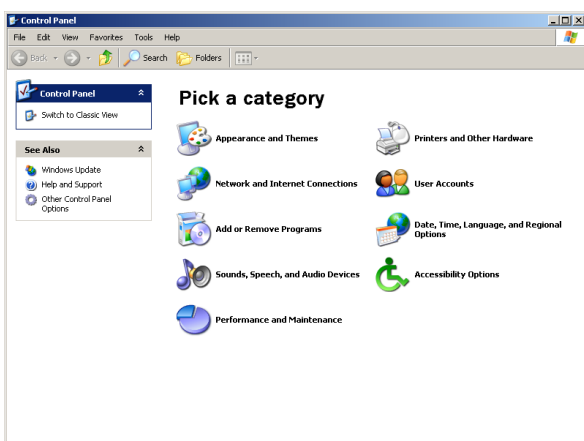 Control Panel
File Edit View Favorites Tools Help
Back Search Folders
Control Panel
Switch to Classic View
See Also
Windows Update
Help and Support
Other Control Panel
Options
Pick a category
Appearance and Themes
Printers and Other Hardware
Network and Internet Connections
User Accounts
Add or Remove Programs
Date, Time, Language, and Regional
Options
Sounds, Speech, and Audio Devices
Accessibility Options
Performance and Maintenance